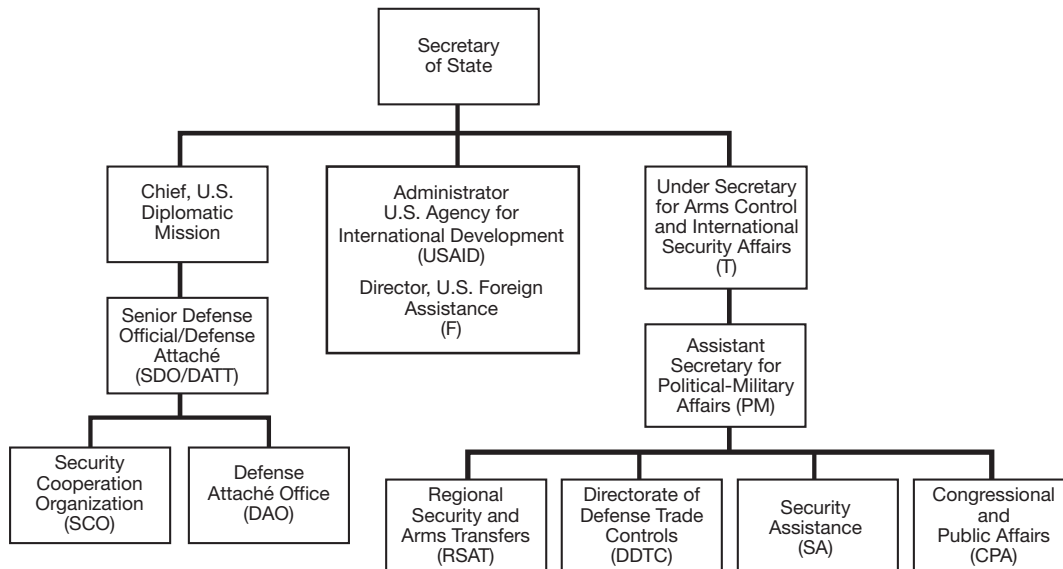 Secretary
of State
Chief, U.S.
Diplomatic
Mission
Administrator
U.S. Agency for
International Development
(USAID)
Director, U.S. Foreign
Assistance
(F)
Under Secretary
for Arms Control
and International
Security Affairs
(T)
Senior Defense
Official/Defense
Attaché
(SDO/DATT)
Assistant
Secretary for
Political-Military
Affairs (PM)
Security
Cooperation
Organization
(SCO)
Defense
Attaché Office
(DAO)
Regional
Security and
Arms Transfers
(RSAT)
Directorate of
Defense Trade
Controls
(DDTC)
Security
Assistance
(SA)
Congressional
and
Public Affairs
(CPA)